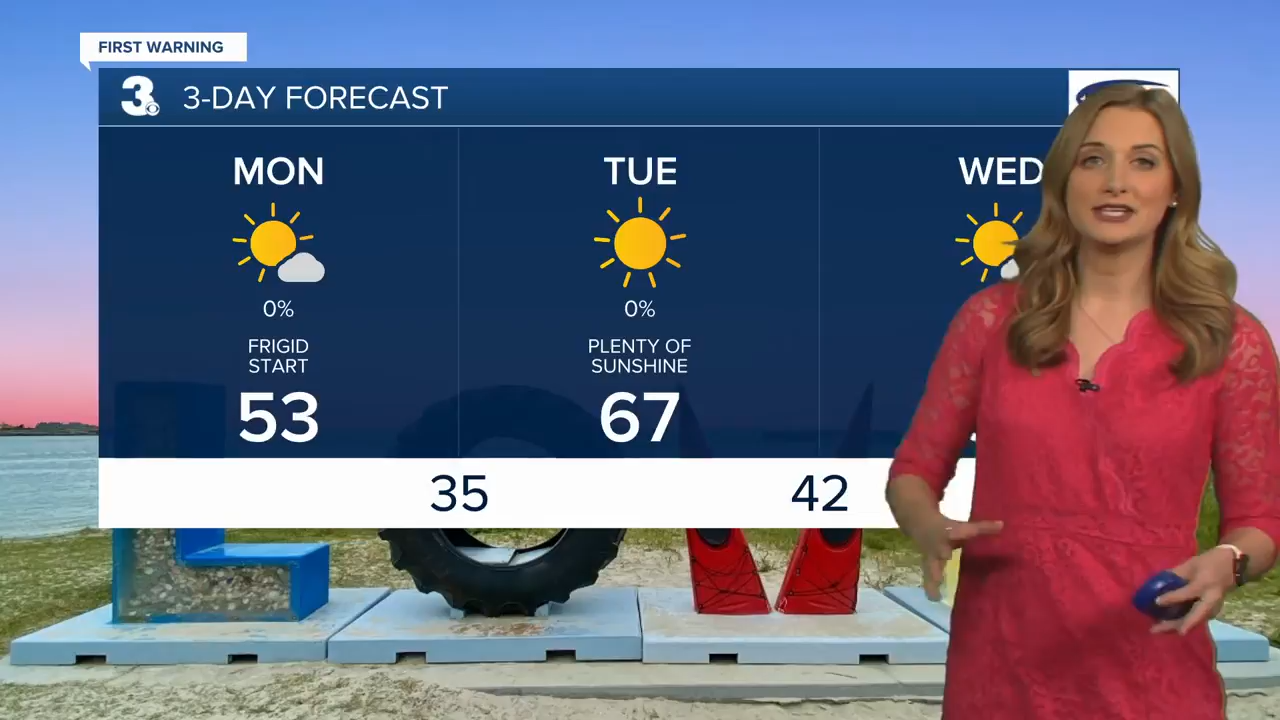 FIRST WARNING
3 3-DAY FORECAST
MON
TUE
WED
0%
0%
FRIGID
START
PLENTY OF
SUNSHINE
53
67
35
42